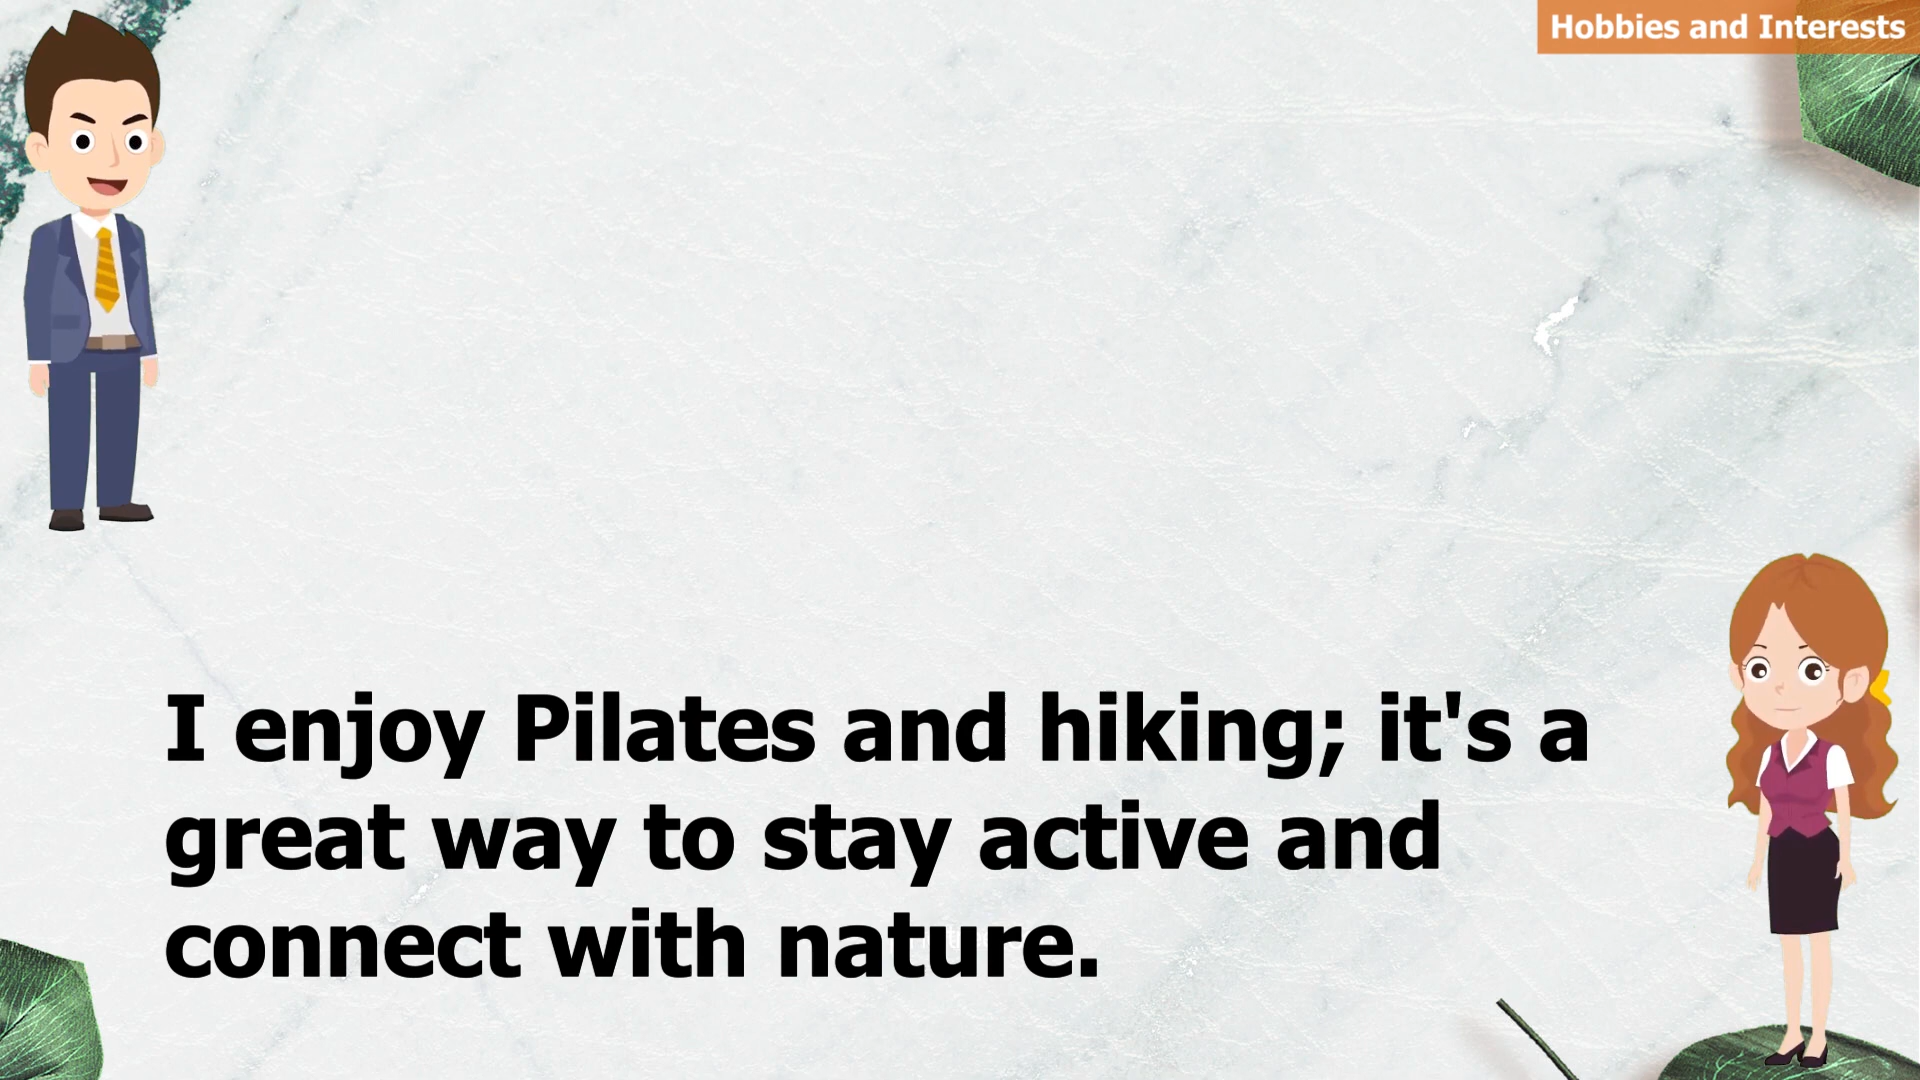 Hobbies and Interests
I enjoy Pilates and hiking; it's a
great way to stay active and
connect with nature.